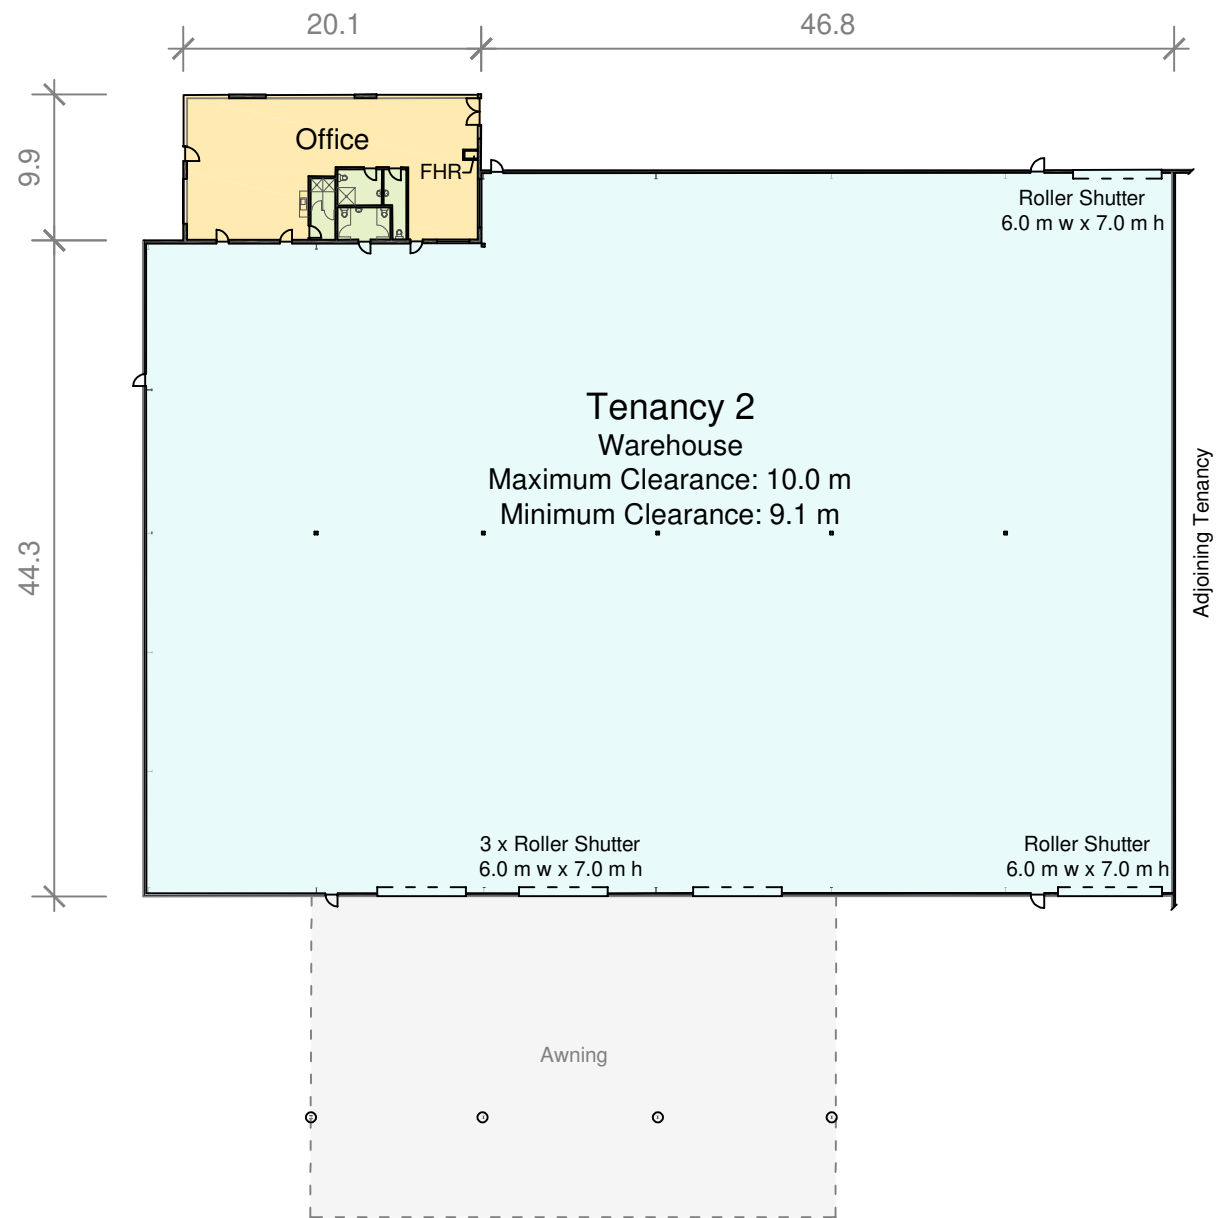 20.1
46.8
9.9
Office
FHR
Roller Shutter
6.0 m w x 7.0 m h
Tenancy 2
Warehouse
Maximum Clearance: 10.0 m
Minimum Clearance: 9.1 m
Adjoining Tenancy
44.3
3 x Roller Shutter
6.0 m w x 7.0 m h
Roller Shutter
6.0 m w x 7.0 m h
Awning